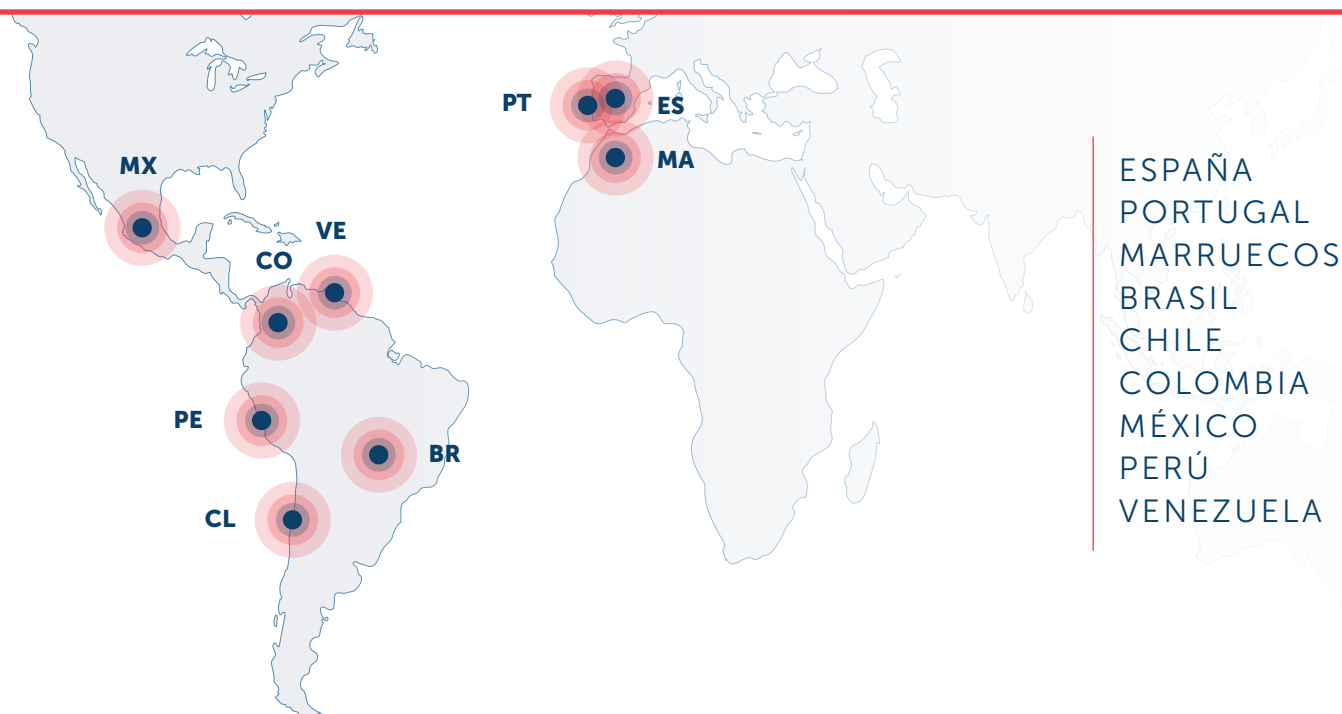 PT
ES
MA
MX
VE
CO
PE
BR
CL
ESPAÑA
PORTUGAL
MARRUECOS
BRASIL
CHILE
COLOMBIA
MÉXICO
PERÚ
VENEZUELA